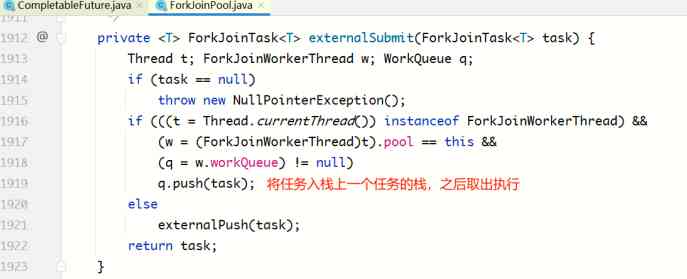 CompletableFuture.java × ForkJoinPool.java ×
1911 */
1912 @ private <T> ForkJoinTask<T> externalSubmit(ForkJoinTask<T> task) {
1913 Thread t; ForkJoinWorkerThread w; WorkQueue q;
1914 if (task == null)
1915 throw new NullPointerException();
1916 if (((t = Thread.currentThread()) instanceof ForkJoinWorkerThread) &&
1917 (w = (ForkJoinWorkerThread)t).pool == this &&
1918 (q = w.workQueue) != null)
1919 q.push(task); 将任务入栈上一个任务的栈，之后取出执行
1920 else
1921 externalPush(task);
1922 return task;
1923 }